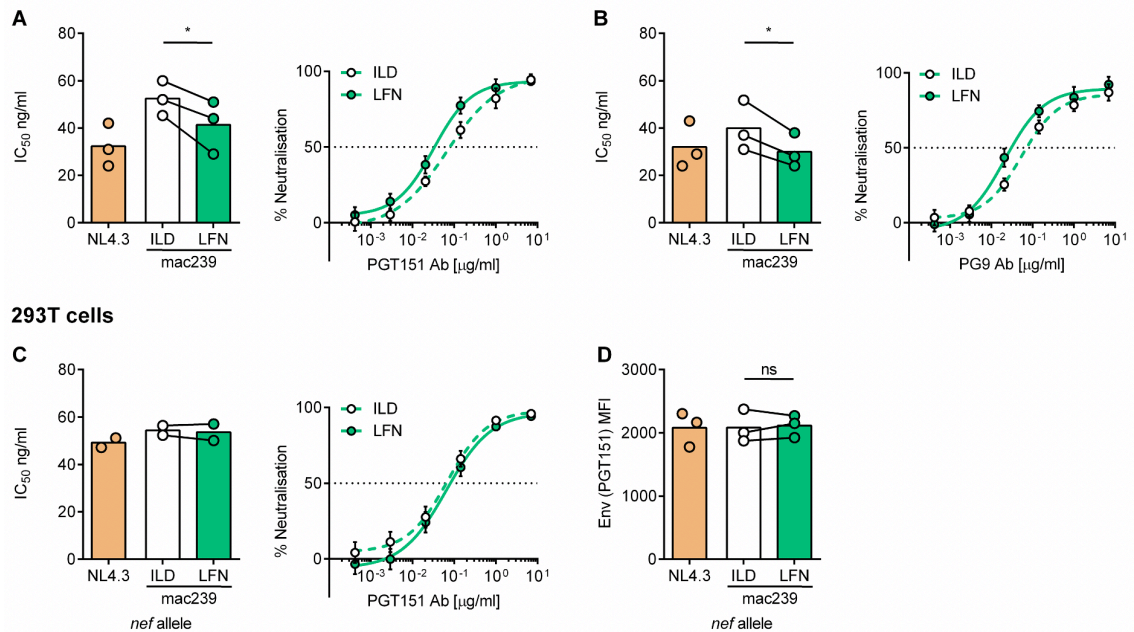 A
IC50 ng/ml
80
60
40
20
0
*
NL4.3 ILD LFN
mac239
% Neutralisation
100
50
0
ILD
LFN
10-3 10-2 10-1 100 101
PGT151 Ab [µg/ml]
B
IC50 ng/ml
80
60
40
20
0
*
NL4.3 ILD LFN
mac239
% Neutralisation
100
50
0
ILD
LFN
10-3 10-2 10-1 100 101
PG9 Ab [µg/ml]
293T cells
C
IC50 ng/ml
80
60
40
20
0
NL4.3 ILD LFN
mac239
nef allele
% Neutralisation
100
50
0
ILD
LFN
10-3 10-2 10-1 100 101
PGT151 Ab [µg/ml]
D
Env (PGT151) MFI
3000
2000
1000
0
ns
NL4.3 ILD LFN
mac239
nef allele